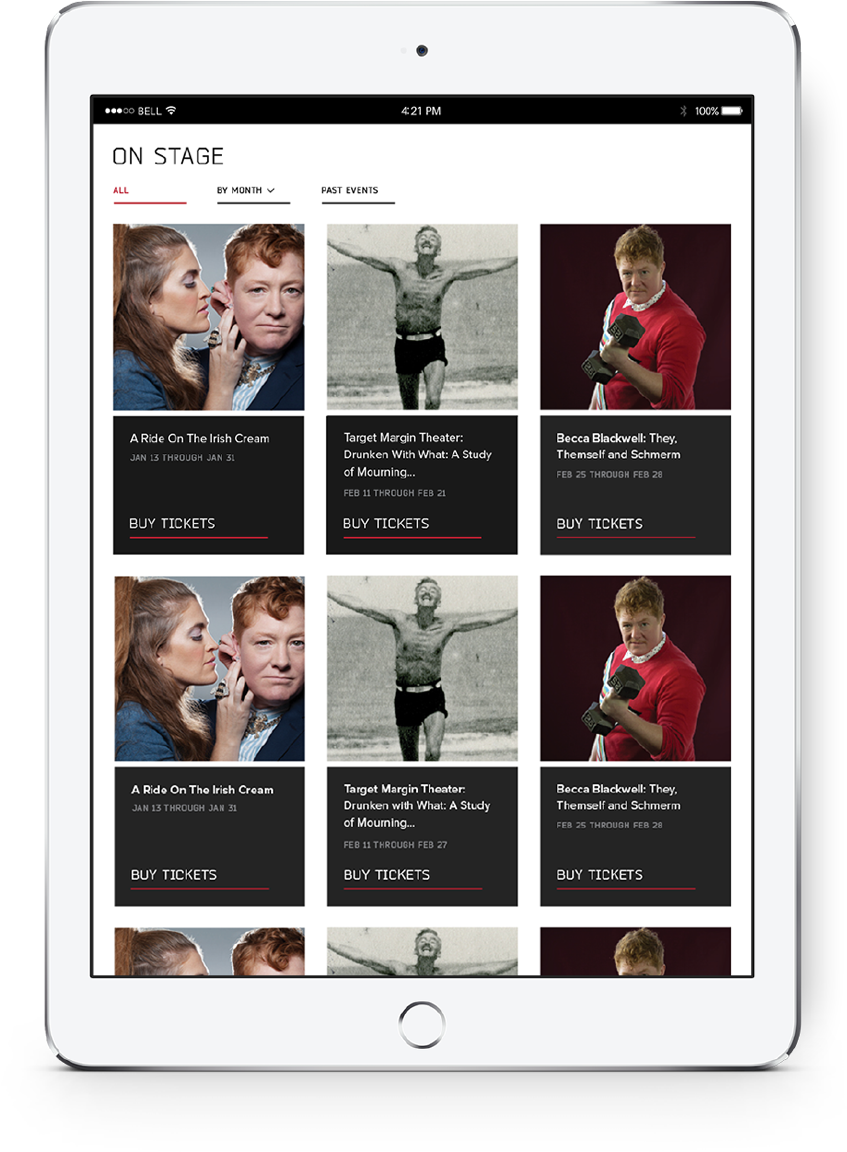 BELL 4:21 PM 100%
ON STAGE
ALL BY MONTH PAST EVENTS
A Ride On The Irish Cream
JAN 13 THROUGH JAN 31
BUY TICKETS
Target Margin Theater:
Drunken With What: A Study
of Mourning...
FEB 11 THROUGH FEB 21
BUY TICKETS
Becca Blackwell: They,
Themself and Schmerm
FEB 25 THROUGH FEB 28
BUY TICKETS
A Ride On The Irish Cream
JAN 13 THROUGH JAN 31
BUY TICKETS
Target Margin Theater:
Drunken with What: A Study
of Mourning...
FEB 11 THROUGH FEB 27
BUY TICKETS
Becca Blackwell: They,
Themself and Schmerm
FEB 25 THROUGH FEB 28
BUY TICKETS